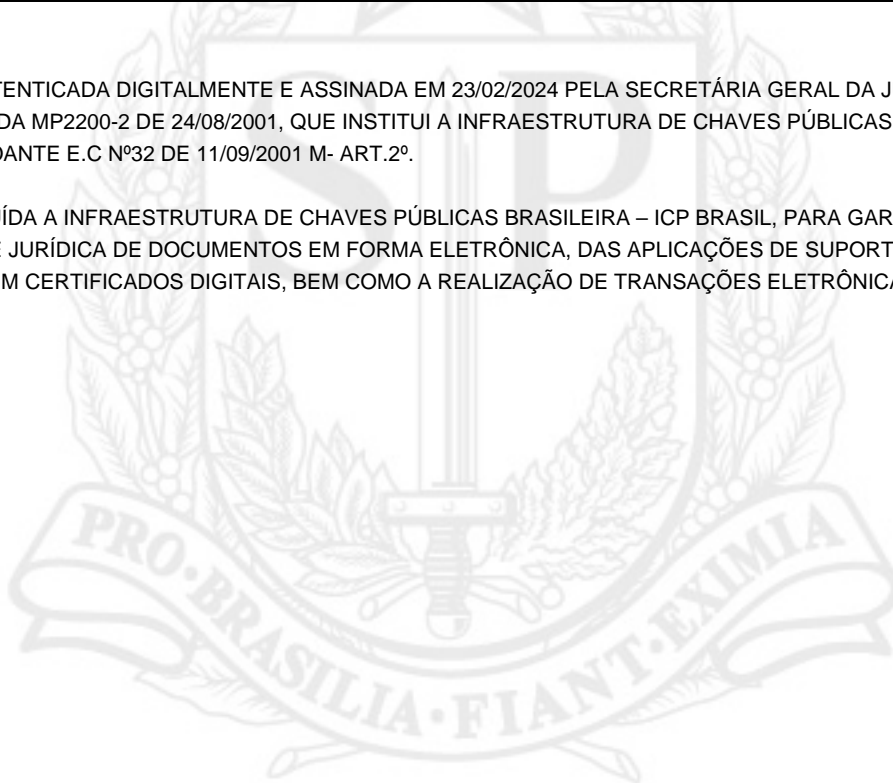 TENTICADA DIGITALMENTE E ASSINADA EM 23/02/2024 PELA SECRETÁRIA GERAL DA J
DA MP2200-2 DE 24/08/2001, QUE INSTITUI A INFRAESTRUTURA DE CHAVES PÚBLICAS
DANTE E.C Nº32 DE 11/09/2001 M- ART.2º.
ÍDA A INFRAESTRUTURA DE CHAVES PÚBLICAS BRASILEIRA – ICP BRASIL, PARA GAR
E JURÍDICA DE DOCUMENTOS EM FORMA ELETRÔNICA, DAS APLICAÇÕES DE SUPORT
M CERTIFICADOS DIGITAIS, BEM COMO A REALIZAÇÃO DE TRANSAÇÕES ELETRÔNICA
SP
PRO·BRASILIA·FIANT·EXIMIA